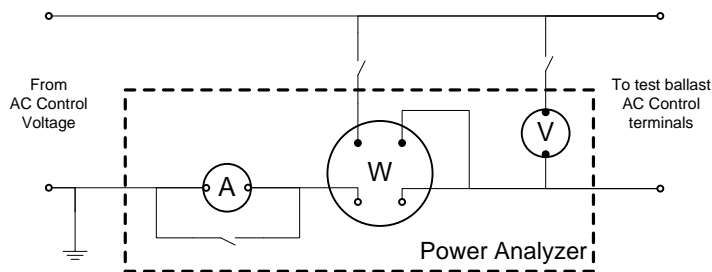 From
AC Control
Voltage
To test ballast
AC Control
terminals
V
W
A
Power Analyzer